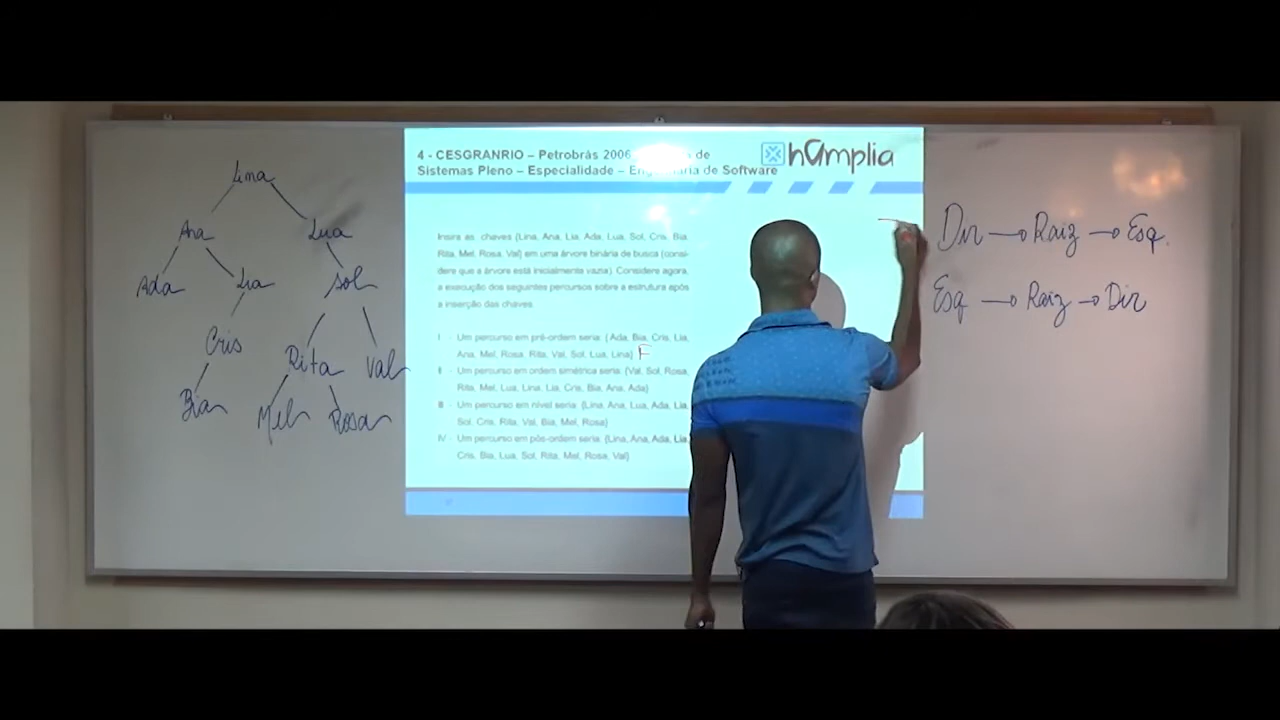 4 - CESGRANRIO – Petrobrás 2006 de
Sistemas Pleno – Especialidade – Engenharia de Software
hamplia
Insira as chaves {Lina, Ana, Lia, Ada, Lua, Sol, Cris, Bia,
Rita, Mel, Rosa, Val} em uma árvore binária de busca (consi-
dere que a árvore está inicialmente vazia). Considere agora,
a execução dos seguintes percursos sobre a estrutura após
a inserção das chaves.
I - Um percurso em pré-ordem seria: {Ada, Bia, Cris, Lia,
Ana, Mel, Rosa, Rita, Val, Sol, Lua, Lina} F
II - Um percurso em ordem simétrica seria: {Val, Sol, Rosa,
Rita, Mel, Lua, Lina, Lia, Cris, Bia, Ana, Ada}
III - Um percurso em nível seria: {Lina, Ana, Lua, Ada, Lia,
Sol, Cris, Rita, Val, Bia, Mel, Rosa}
IV - Um percurso em pós-ordem seria: {Lina, Ana, Ada, Lia,
Cris, Bia, Lua, Sol, Rita, Mel, Rosa, Val}
Lina
Ana Lua
Ada Lia Sol
Cris Rita Val
Bia Mel Rosa
Dir → Raiz → Esq.
Esq → Raiz → Dir